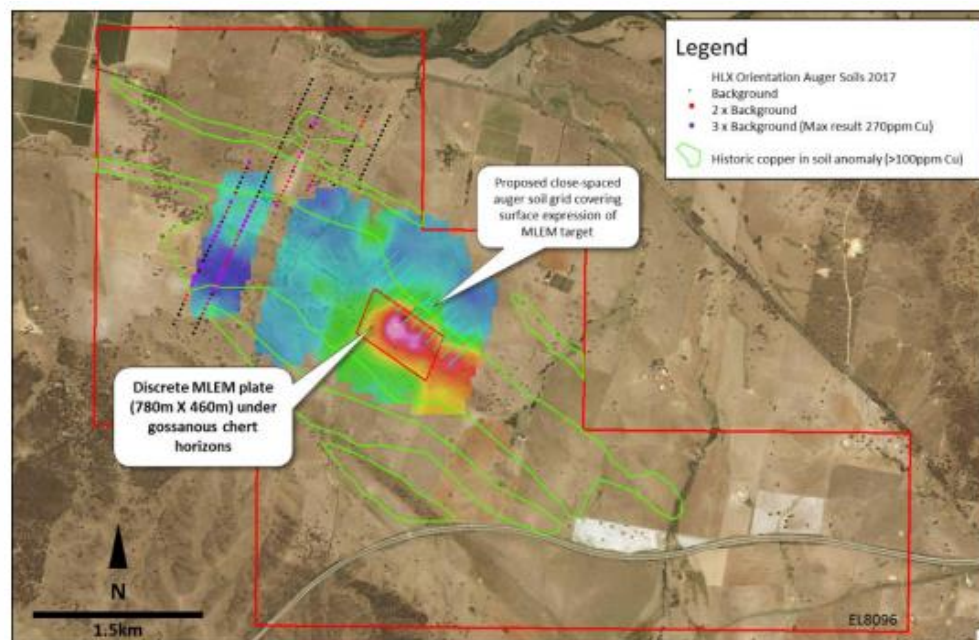 Legend
HLX Orientation Auger Soils 2017
Background
2 x Background
3 x Background (Max result 270ppm Cu)
Historic copper in soil anomaly (>100ppm Cu)
Proposed close-spaced
auger soil grid covering
surface expression of
MLEM target
Discrete MLEM plate
(780m X 460m) under
gossanous chert
horizons
N
1.5km
EL8096